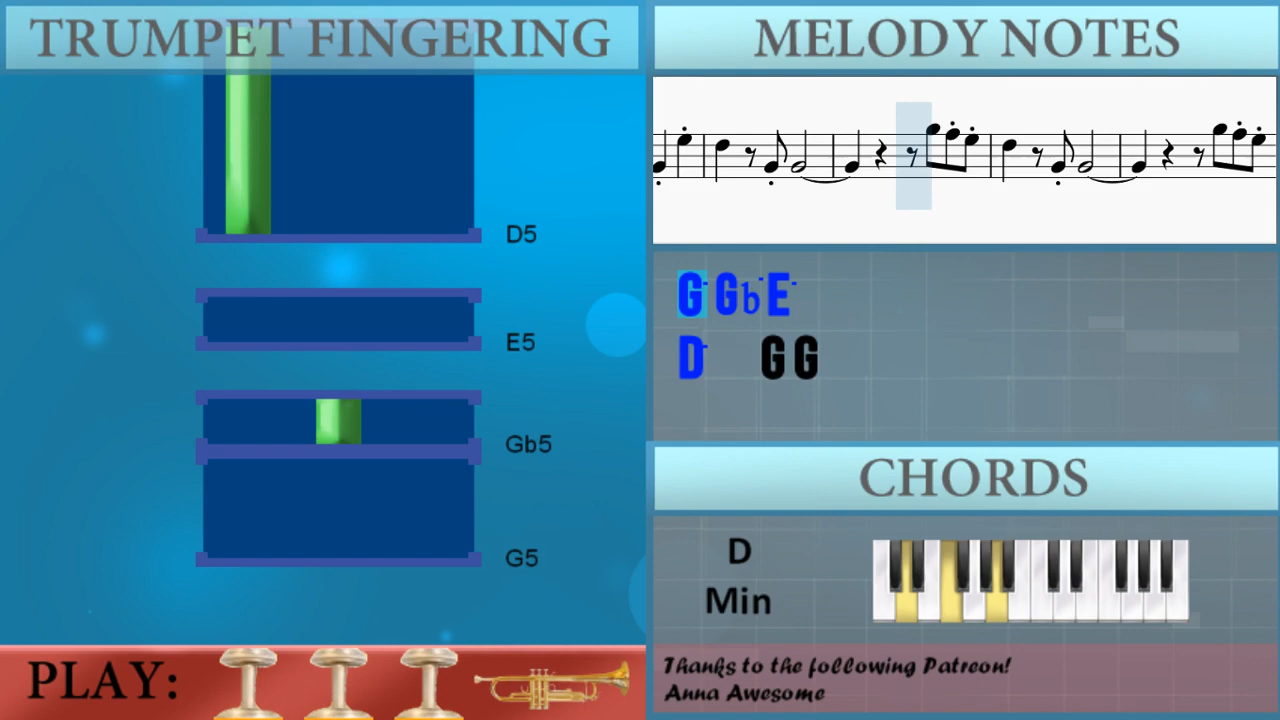 TRUMPET FINGERING
D5
E5
Gb5
G5
PLAY:
MELODY NOTES
G- Gb- E-
D- G G
CHORDS
D
Min
Thanks to the following Patreon!
Anna Awesome